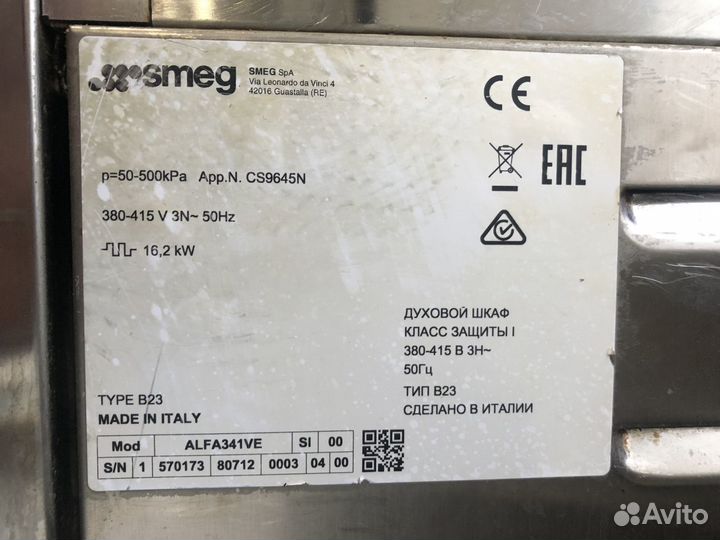 smeg
SMEG SpA
Via Leonardo da Vinci 4
42016 Guastalla (RE)
CE
p=50-500kPa App.N. CS9645N
EAC
380-415 V 3N~ 50Hz
16,2 kW
ДУХОВОЙ ШКАФ
КЛАСС ЗАЩИТЫ I
380-415 В 3Н~
50Гц
ТИП В23
СДЕЛАНО В ИТАЛИИ
TYPE B23
MADE IN ITALY
Mod ALFA341VE SI 00
S/N 1 570173 80712 0003 04 00
Avito